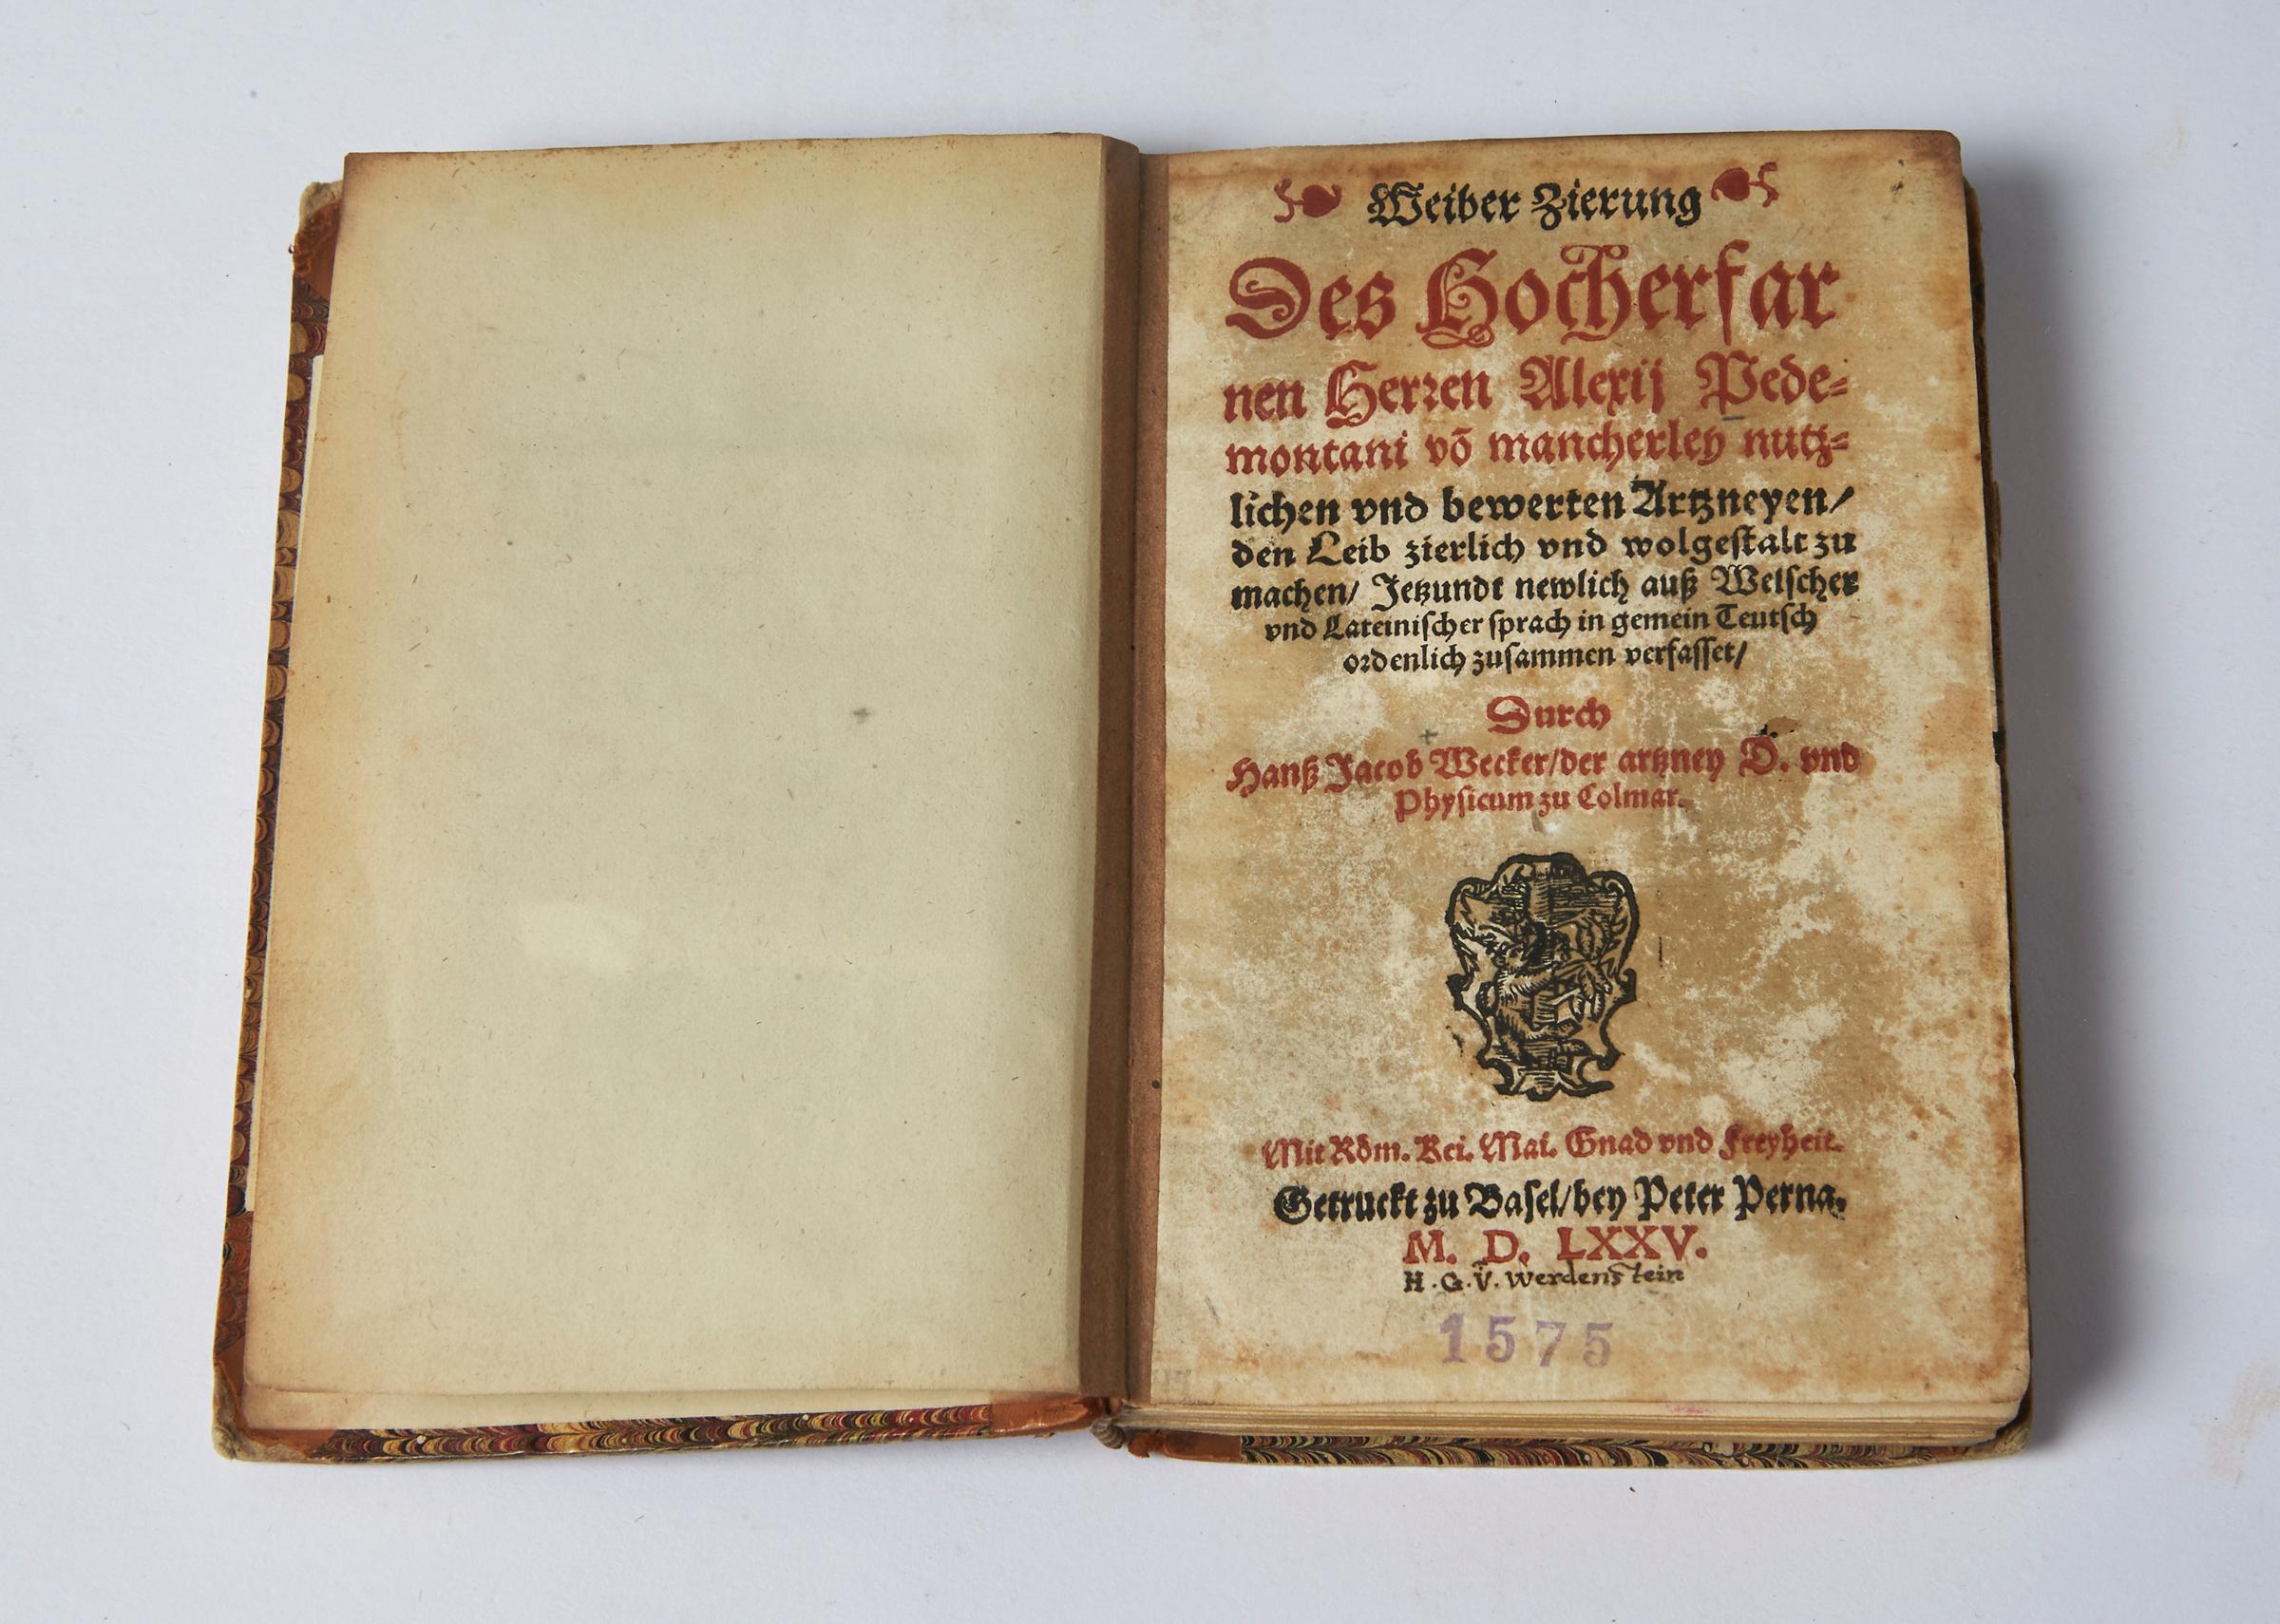 Weiber Zierung
Des Hocherfar
nen Herren Alexij Pede-
montani võ mancherley nutz-
lichen vnd bewerten Artzneyen/
den Leib zierlich vnd wolgeſtalt zu
machen/ Jetzundt newlich auß Welſcher
vnd Lateiniſcher ſprach in gemein Teutſch
ordenlich zuſammen verfaſſet/
Durch
Hanß Jacob Wecker/der artzney D. vnd
Phyſicum zu Colmar.
Mit Röm. Kei. Mai. Gnad vnd Freyheit.
Getruckt zu Baſel/bey Peter Perna.
M. D. LXXV.
H.G.V. Werdenstein
1575